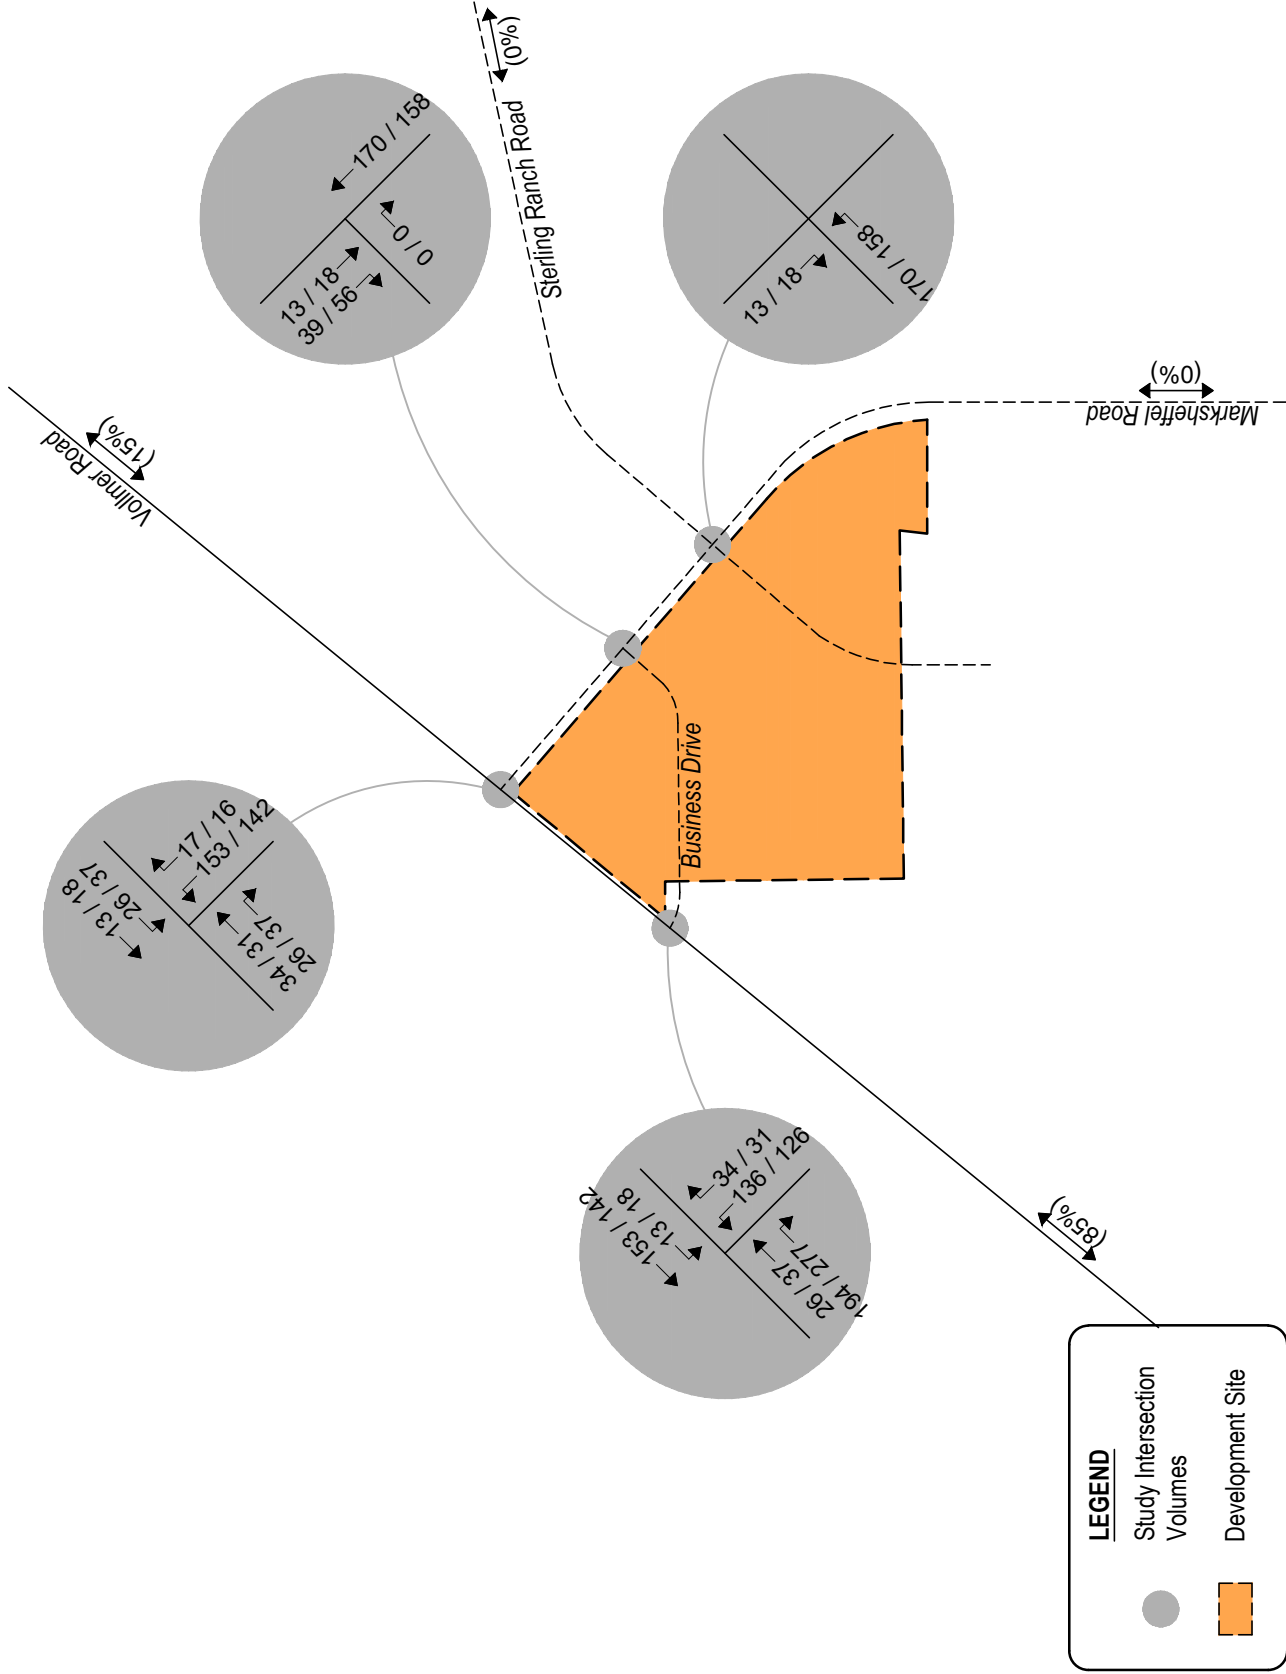 (0%)
Sterling Ranch Road
170 / 158
0 / 0
13 / 18
39 / 56
13 / 18
170 / 158
(15%)
Vollmer Road
(0%)
Marksheffel Road
17 / 16
153 / 142
13 / 18
26 / 37
34 / 31
26 / 37
Business Drive
34 / 31
136 / 126
153 / 142
13 / 18
26 / 37
194 / 277
(85%)
LEGEND
Study Intersection
Volumes
Development Site